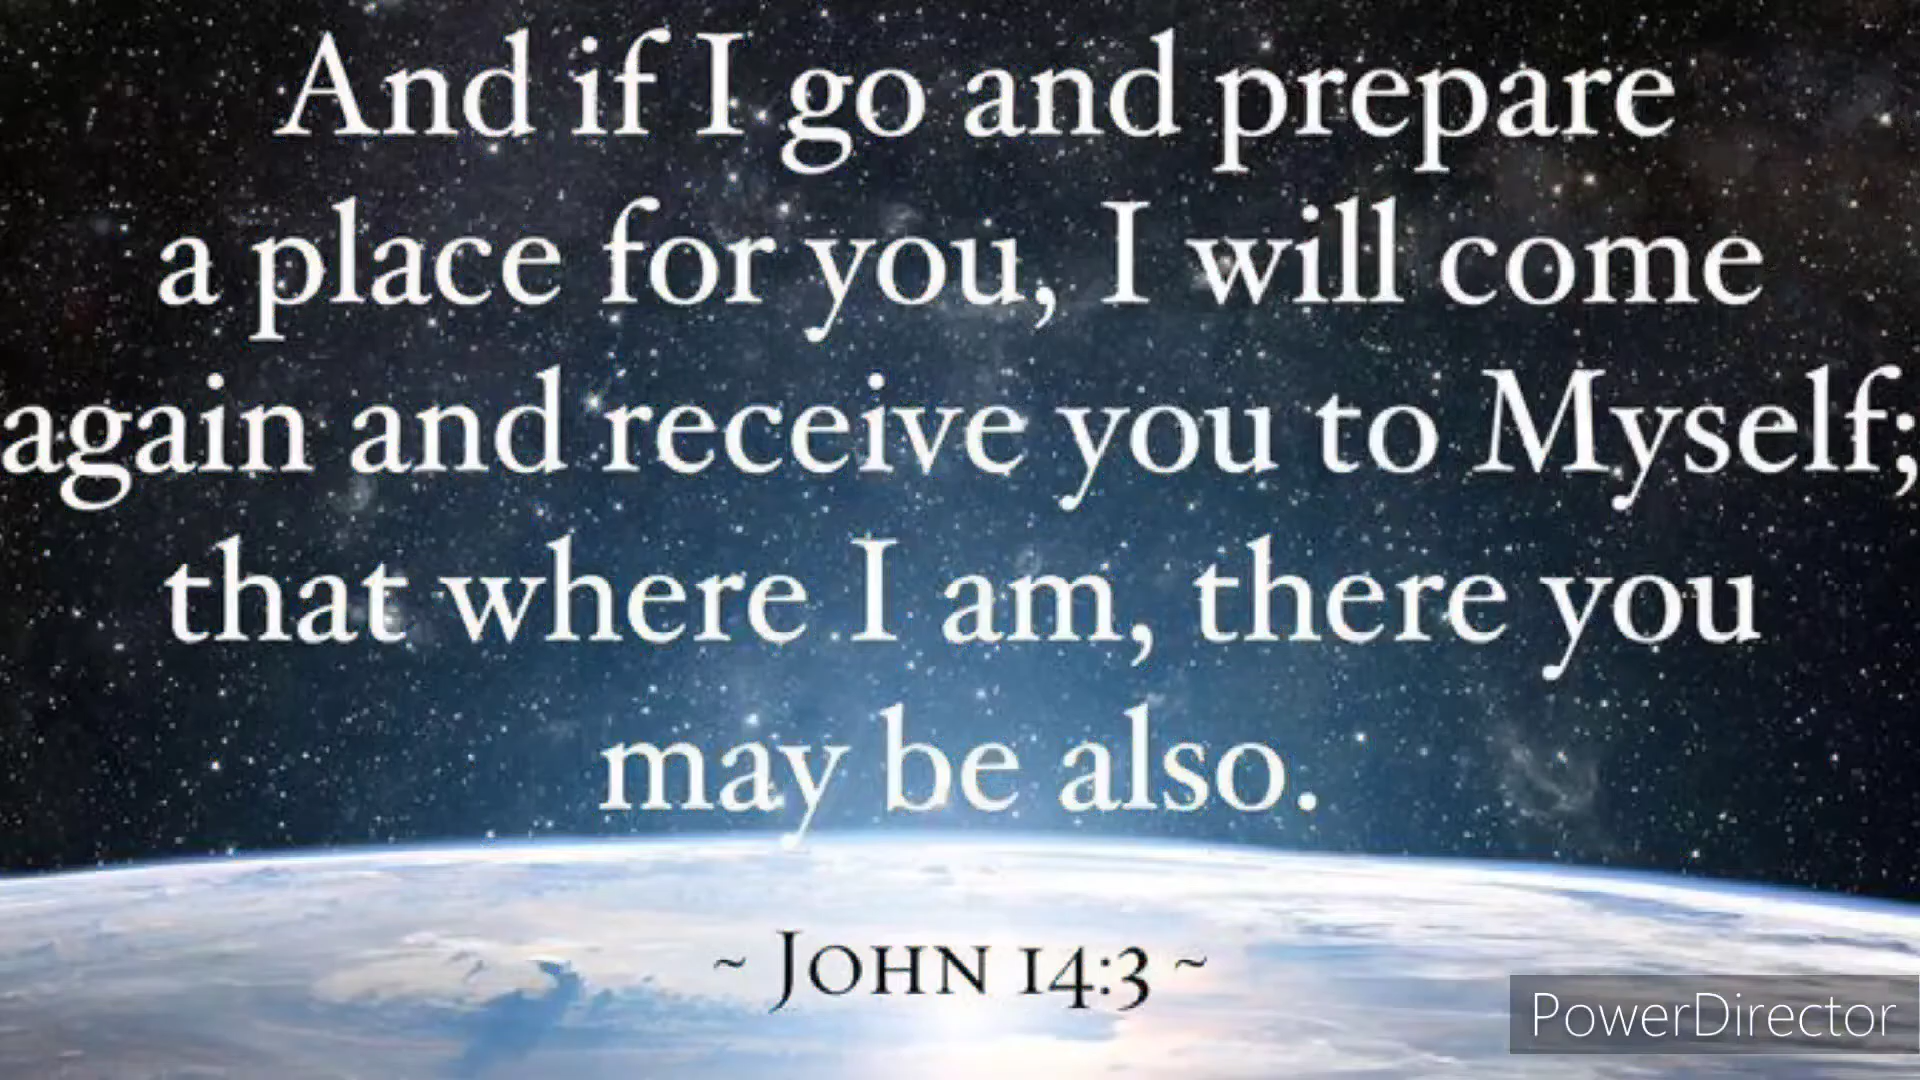 And if I go and prepare
a place for you, I will come
again and receive you to Myself;
that where I am, there you
may be also.
~ JOHN 14:3 ~
PowerDirector